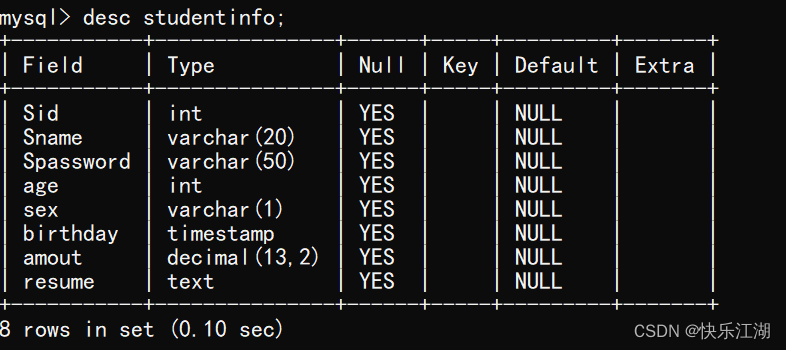 mysql> desc studentinfo;
+-----------+---------------+------+-----+---------+-------+
| Field     | Type          | Null | Key | Default | Extra |
+-----------+---------------+------+-----+---------+-------+
| Sid       | int           | YES  |     | NULL    |       |
| Sname     | varchar(20)   | YES  |     | NULL    |       |
| Spassword | varchar(50)   | YES  |     | NULL    |       |
| age       | int           | YES  |     | NULL    |       |
| sex       | varchar(1)    | YES  |     | NULL    |       |
| birthday  | timestamp     | YES  |     | NULL    |       |
| amout     | decimal(13,2) | YES  |     | NULL    |       |
| resume    | text          | YES  |     | NULL    |       |
+-----------+---------------+------+-----+---------+-------+
8 rows in set (0.10 sec)
CSDN @快乐江湖